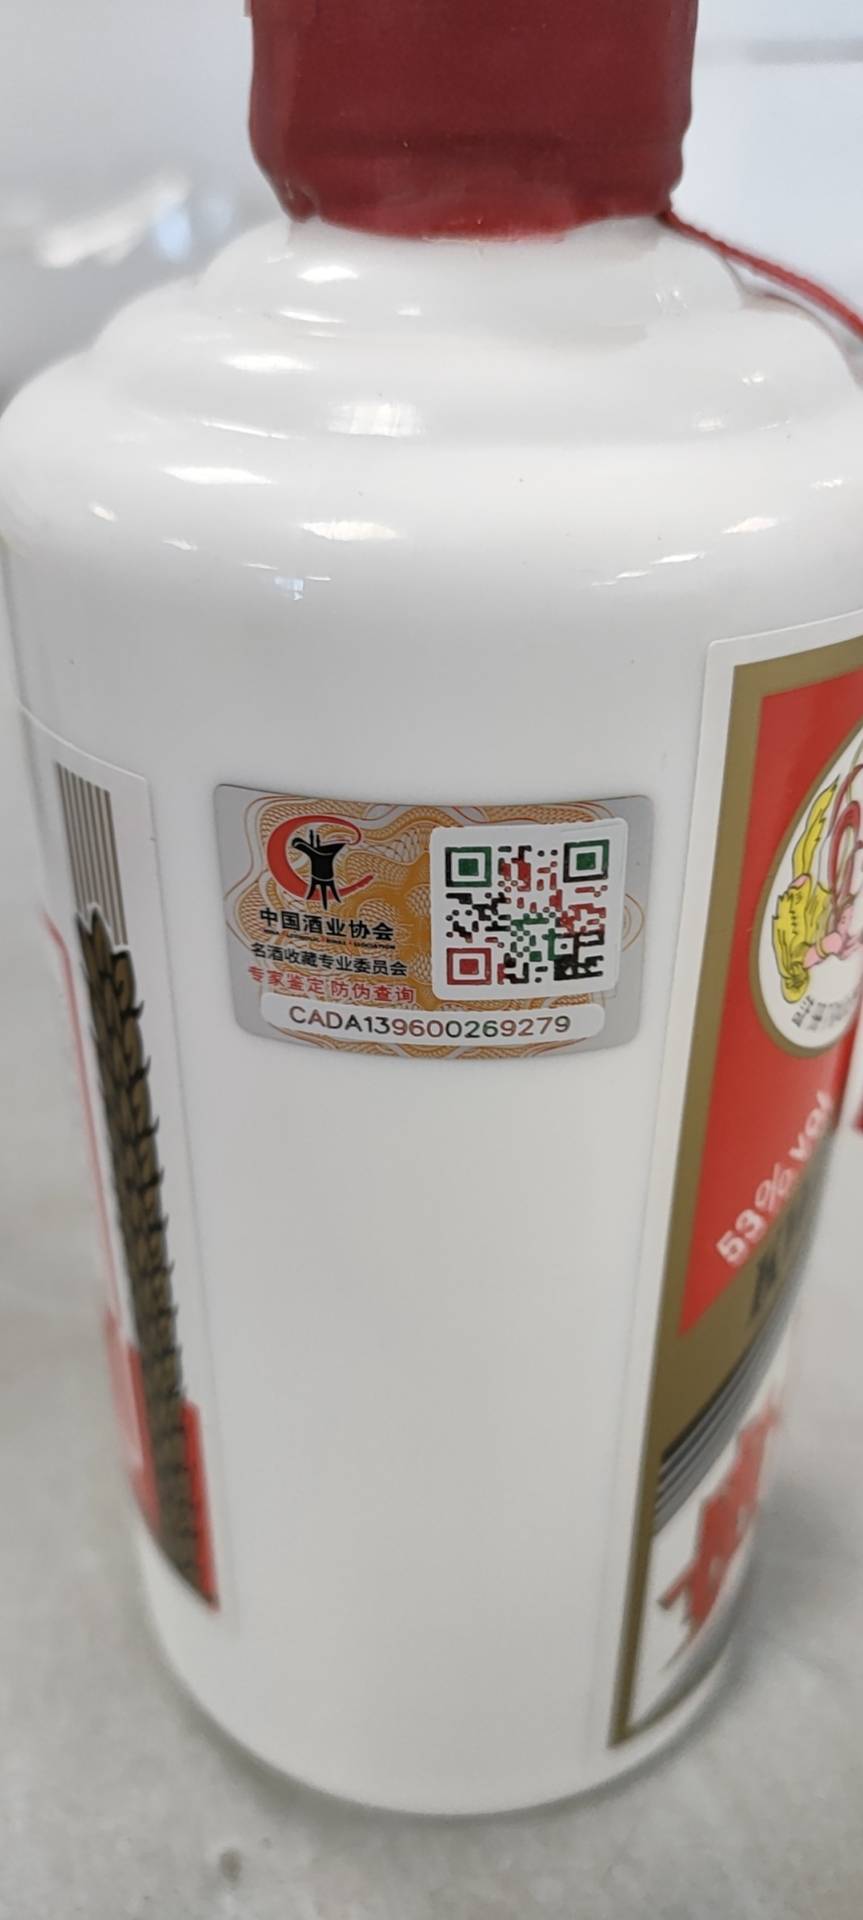 中国酒业协会
名酒收藏专业委员会
专家鉴定 防伪查询
CADA139600269279
53% vol